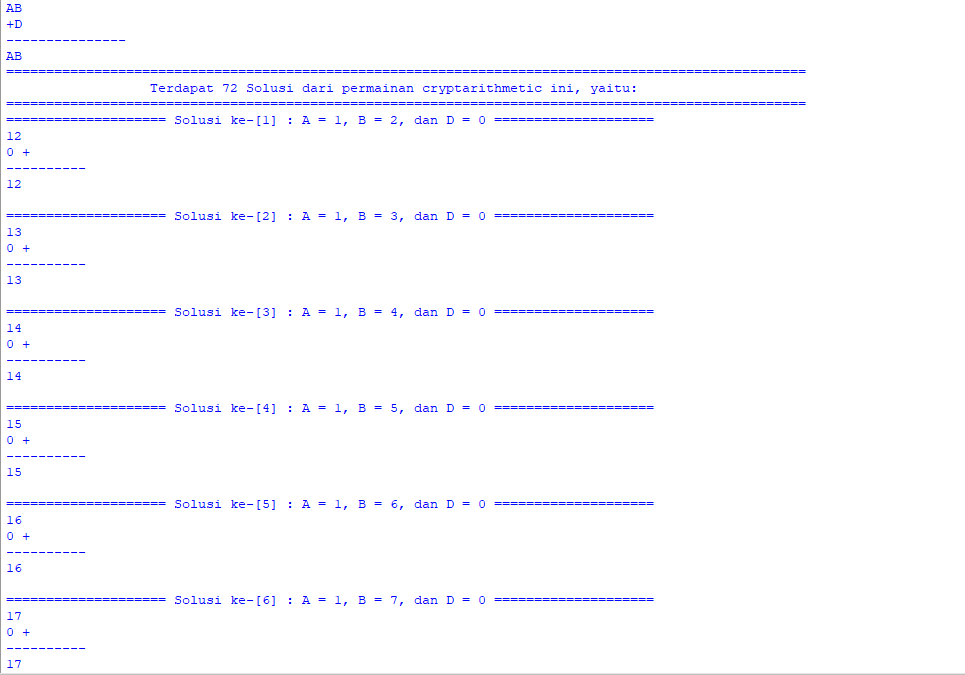 AB
+D
---------------
AB
====================================================================================================
Terdapat 72 Solusi dari permainan cryptarithmetic ini, yaitu:
====================================================================================================
==================== Solusi ke-[1] : A = 1, B = 2, dan D = 0 ====================
12
0 +
----------
12
==================== Solusi ke-[2] : A = 1, B = 3, dan D = 0 ====================
13
0 +
----------
13
==================== Solusi ke-[3] : A = 1, B = 4, dan D = 0 ====================
14
0 +
----------
14
==================== Solusi ke-[4] : A = 1, B = 5, dan D = 0 ====================
15
0 +
----------
15
==================== Solusi ke-[5] : A = 1, B = 6, dan D = 0 ====================
16
0 +
----------
16
==================== Solusi ke-[6] : A = 1, B = 7, dan D = 0 ====================
17
0 +
----------
17